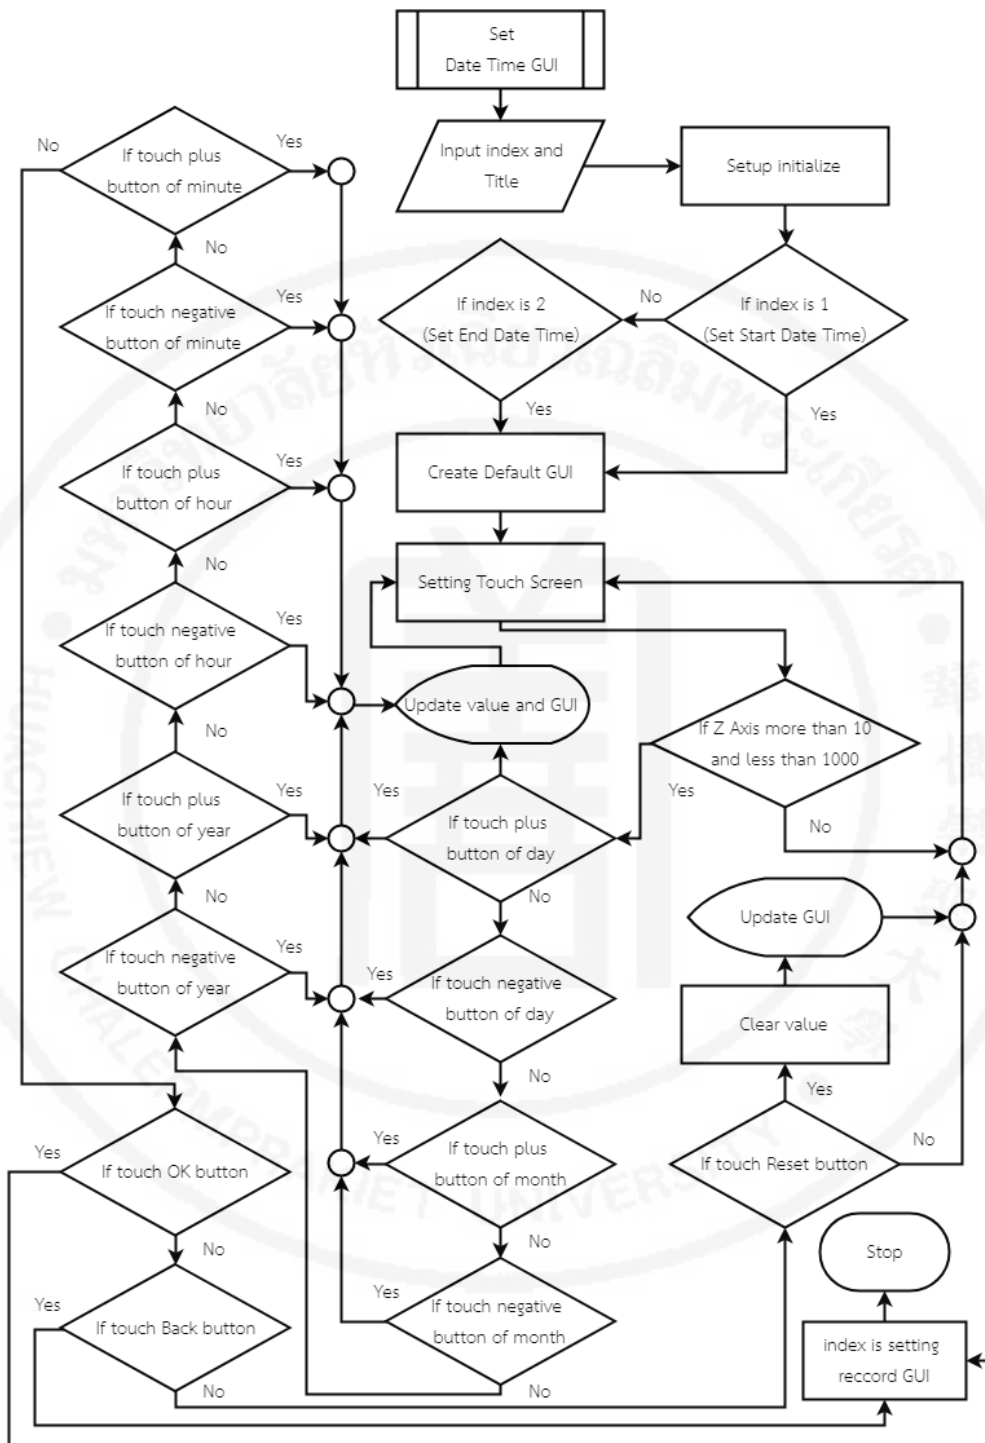 Set
Date Time GUI
Input index and
Title
Setup initialize
If index is 1
(Set Start Date Time)
No
Yes
If index is 2
(Set End Date Time)
Yes
Create Default GUI
Setting Touch Screen
If Z Axis more than 10
and less than 1000
Yes
No
Update value and GUI
If touch plus
button of day
Yes
No
If touch negative
button of day
Yes
No
If touch plus
button of month
Yes
No
If touch negative
button of month
Yes
No
If touch negative
button of year
Yes
No
If touch plus
button of year
Yes
No
If touch negative
button of hour
Yes
No
If touch plus
button of hour
Yes
No
If touch negative
button of minute
Yes
No
If touch plus
button of minute
Yes
No
If touch OK button
Yes
No
If touch Back button
Yes
No
If touch Reset button
Yes
No
Clear value
Update GUI
index is setting
reccord GUI
Stop
HUACHIEW CHALERMPRAKIET UNIVERSITY